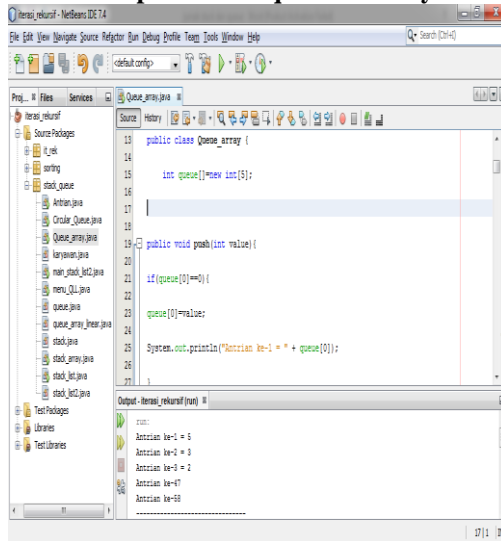 iterasi_rekursif - NetBeans IDE 7.4
File Edit View Navigate Source Refactor Run Debug Profile Team Tools Window Help
Search (Ctrl+I)
<default config>
Proj... Files Services
Queue_array.java
Source History
iterasi_rekursif
Source Packages
it_rek
sorting
stack_queue
Antrian.java
Circular_Queue.java
Queue_array.java
karyawan.java
main_stack_list2.java
menu_QLL.java
queue.java
queue_array_linear.java
stack.java
stack_array.java
stack_list.java
stack_list2.java
Test Packages
Libraries
Test Libraries
13 public class Queue_array {
14
15 int queue[]=new int[5];
16
17
18
19 public void push(int value){
20
21 if(queue[0]==0){
22
23 queue[0]=value;
24
25 System.out.println("Antrian ke-1 = " + queue[0]);
26
27 }
Output - iterasi_rekursif (run)
run:
Antrian ke-1 = 5
Antrian ke-2 = 3
Antrian ke-3 = 2
Antrian ke-47
Antrian ke-58
--------------------------------
17|1